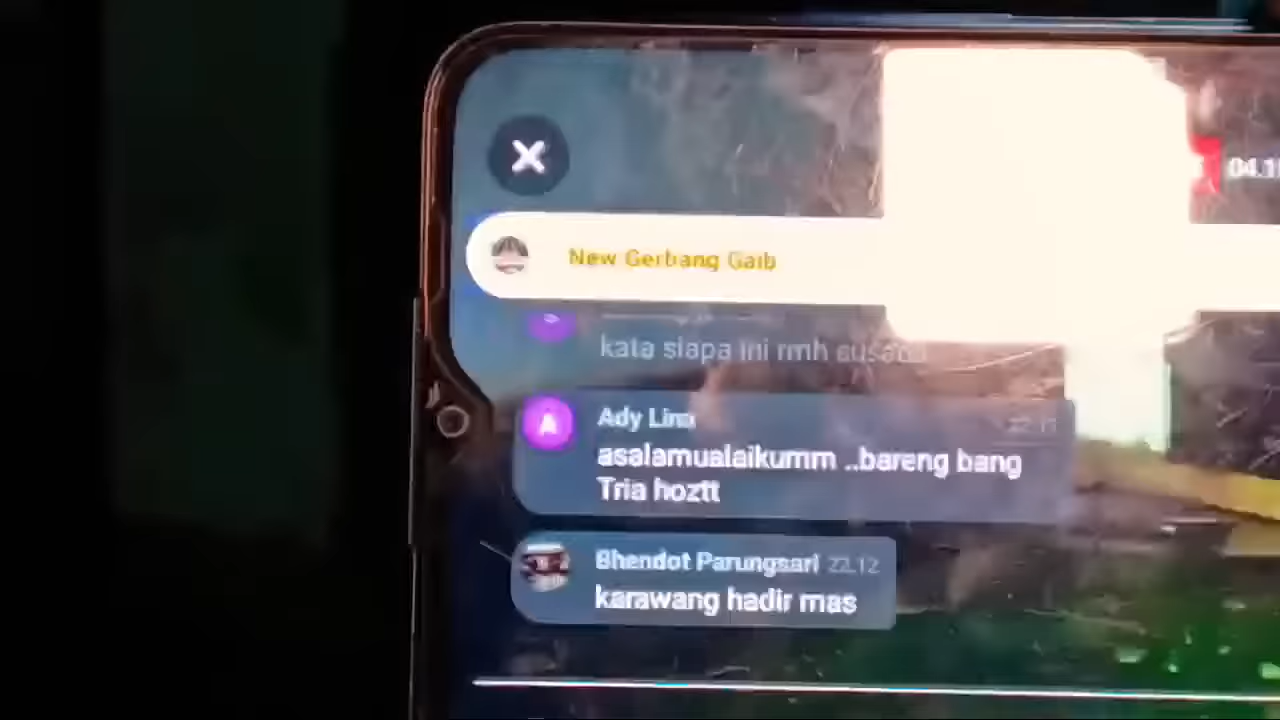 New Gerbang Gaib
kata siapa ini rmh
Ady Lina
asalamualaikumm ..bareng bang
Tria hoztt
Bhendot Parungsari 22.12
karawang hadir mas